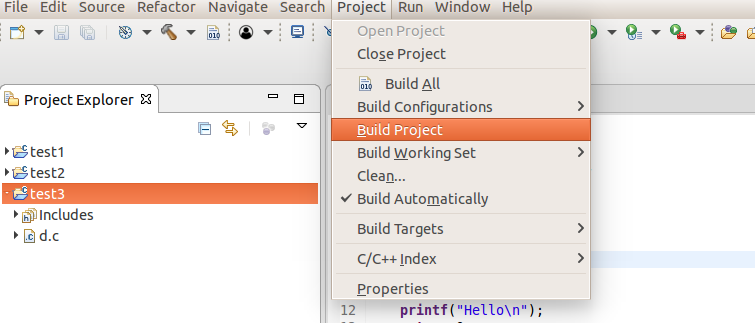 File Edit Source Refactor Navigate Search Project Run Window Help
Project Explorer
test1
test2
test3
Includes
d.c
Open Project
Close Project
010 Build All
Build Configurations
Build Project
Build Working Set
Clean...
Build Automatically
Build Targets
C/C++ Index
Properties
12 printf("Hello\n");